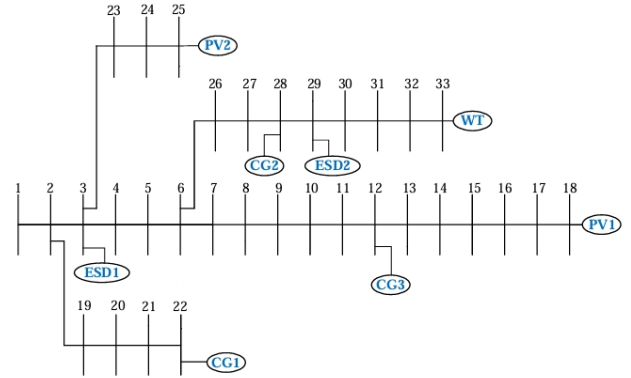 23 24 25
PV2
26 27 28 29 30 31 32 33
WT
CG2 ESD2
1 2 3 4 5 6 7 8 9 10 11 12 13 14 15 16 17 18
PV1
ESD1
CG3
19 20 21 22
CG1